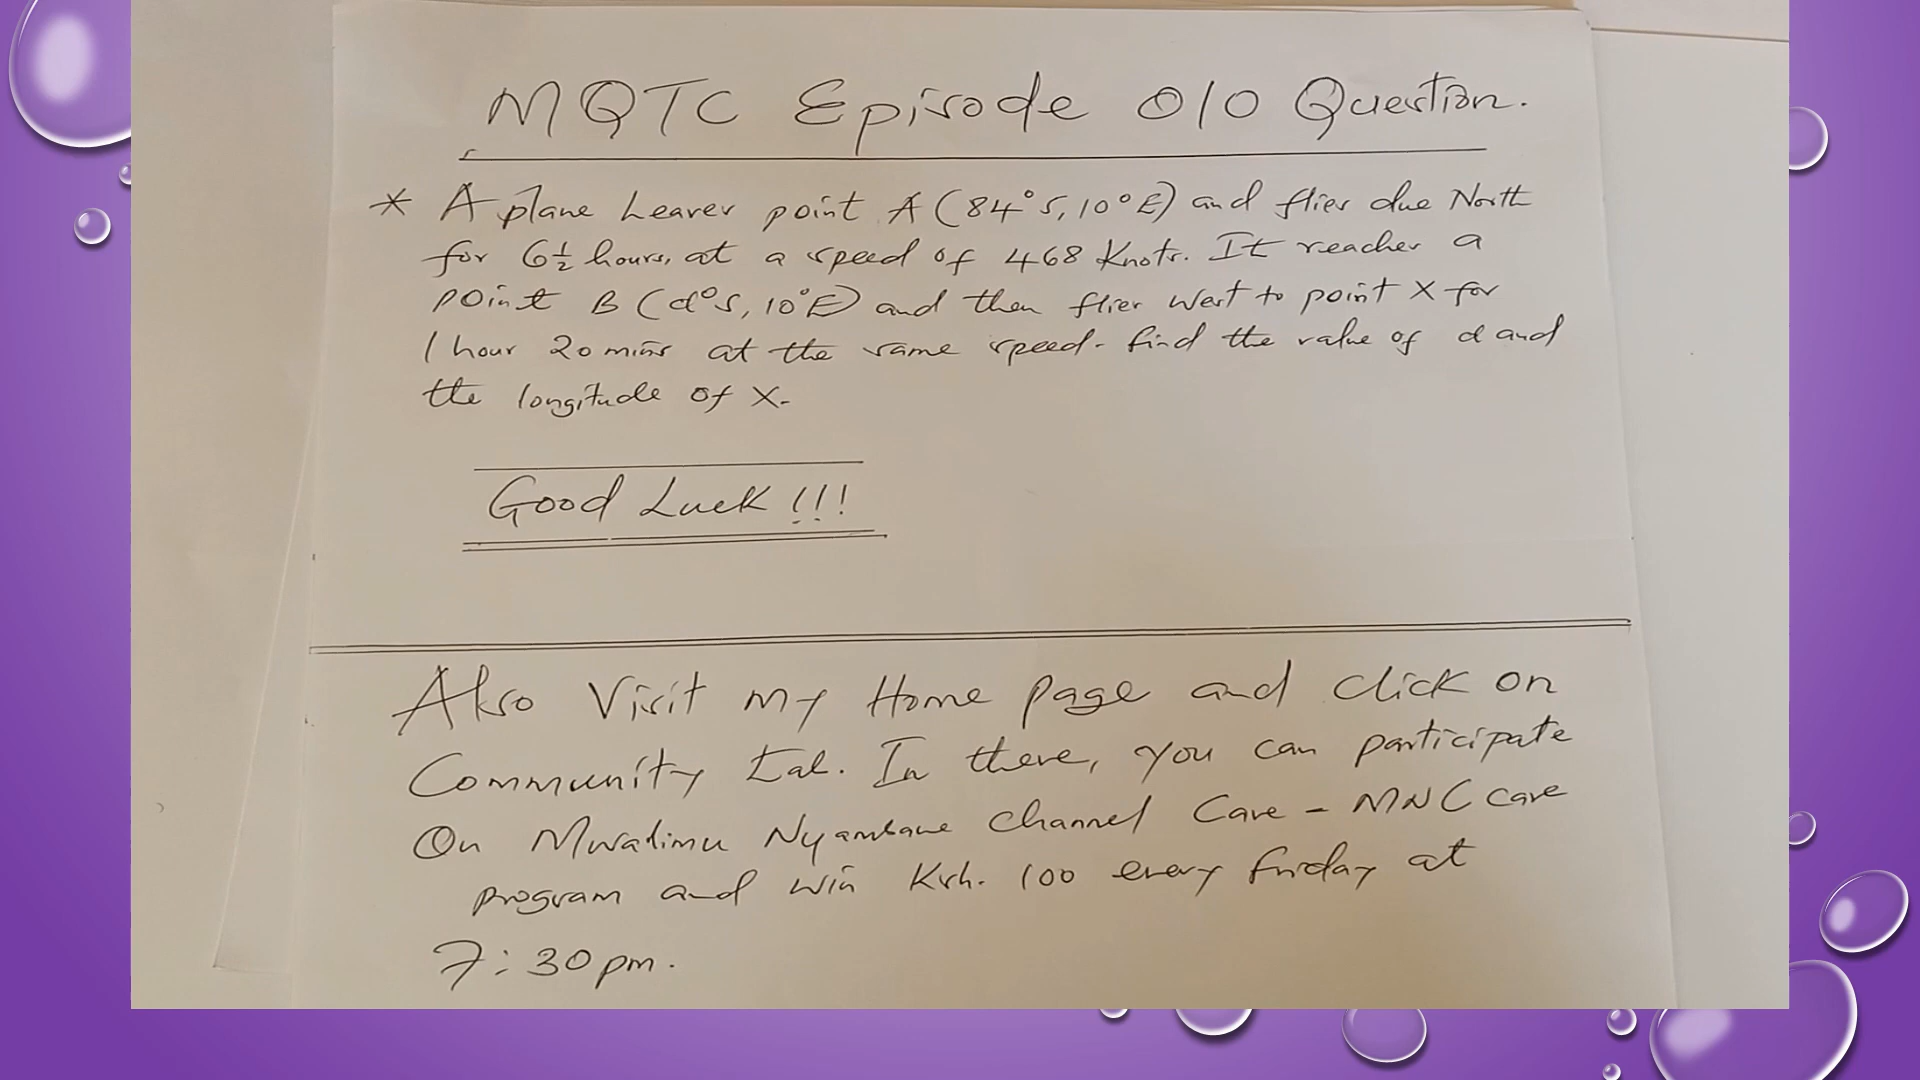 MQTC Episode 010 Question.
* A plane leaves point A (84°S, 10°E) and flies due North
for 6½ hours, at a speed of 468 Knots. It reaches a
point B (d°S, 10°E) and then flies West to point X for
1 hour 20 mins at the same speed. find the value of d and
the longitude of X.
Good Luck !!!
Also Visit my Home page and click on
Community tab. In there, you can participate
On Mwalimu Nyambane Channel Care - MNC care
program and win Ksh. 100 every friday at
7:30pm.